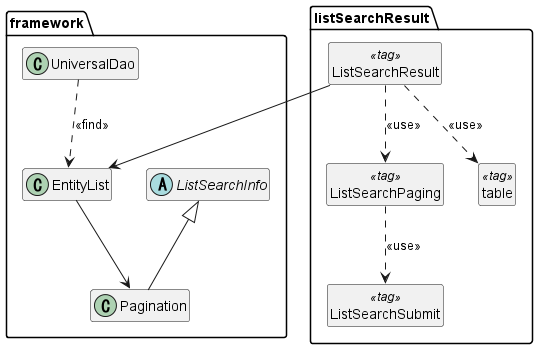 framework
listSearchResult
C UniversalDao
«tag»
ListSearchResult
«find»
«use»
«use»
C EntityList
A ListSearchInfo
«tag»
ListSearchPaging
«tag»
table
«use»
C Pagination
«tag»
ListSearchSubmit